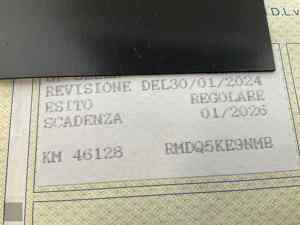 D.L.v
REVISIONE DEL30/01/2024
ESITO REGOLARE
SCADENZA 01/2026
KM 46128 RMDQ5KE9NMB